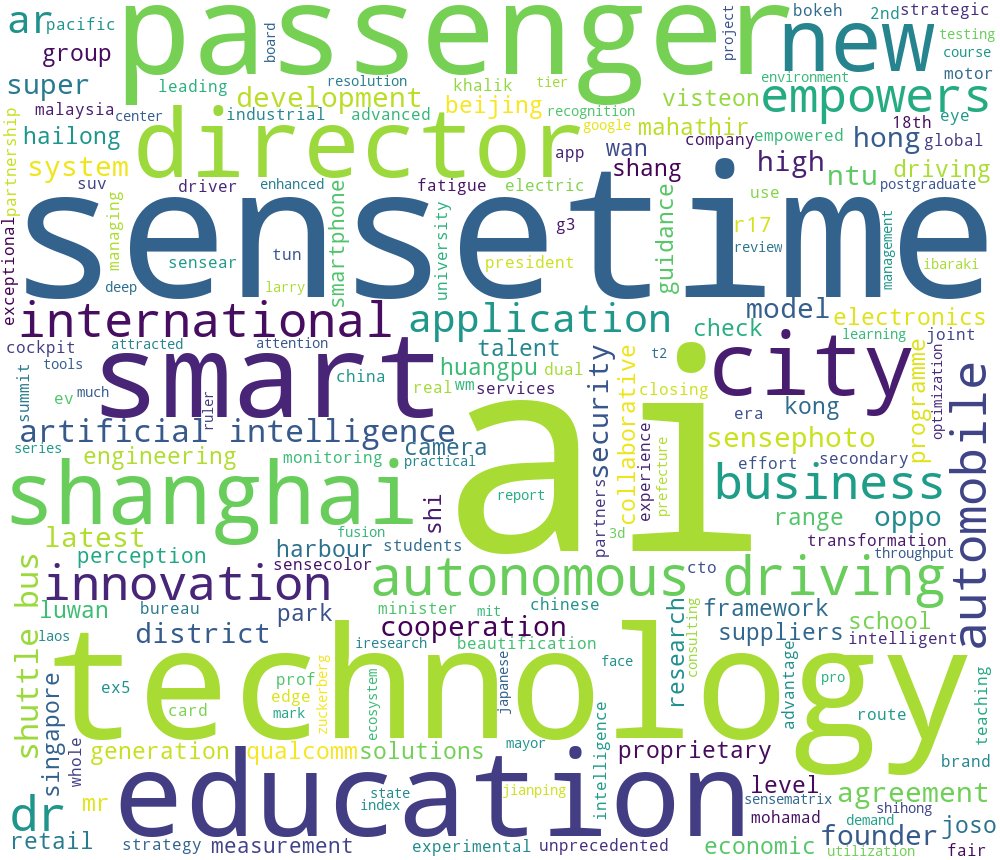 ar
pacific
passenger
board
project
new
bokeh
2nd
strategic
testing
course
group
super
leading
resolution
tier
environment
motor
malaysia
center
development
khalik
beijing
visteon
empowers
industrial
advanced
recognition
google
mahathir
18th
eye
partnership
hailong
director
app
company
empowered
hong
global
system
wan
shang
high
ntu
driving
suv
driver
enhanced
fatigue
electric
use
postgraduate
exceptional
managing
smartphone
university
g3
guidance
r17
management
sensetime
sensear
tun
president
review
ibaraki
deep
larry
international
application
model
electronics
check
learning
joint
cockpit
attracted
attention
smart
talent
t2
city
programme
optimization
tools
china
huangpu
dual
security
summit
ev
much
ruler
real
wm
services
collaborative
closing
era
kong
automobile
artificial intelligence
camera
sensephoto
series
engineering
monitoring
practical
experience
prefecture
effort
secondary
shanghai
ai
report
partners
business
shi
range
oppo
latest
fusion
3d
transformation
perception
harbour
students
cto
throughput
sensecolor
innovation
autonomous driving
shuttle bus
luwan
bureau
park
minister
mit
chinese
research
consulting
framework
school
cooperation
laos
district
iresearch
beautification
suppliers
intelligent
technology
face
singapore
ex5
prof
zuckerberg
ecosystem
japanese
advantage
pro
edge
card
mark
route
teaching
whole
generation
qualcomm
solutions
mayor
intelligence
proprietary
brand
education
level
mr
state
index
jianping
sensematrix
agreement
dr
mohamad
shihong
demand
joso
retail
founder
strategy
measurement
experimental
unprecedented
economic
utilization
fair